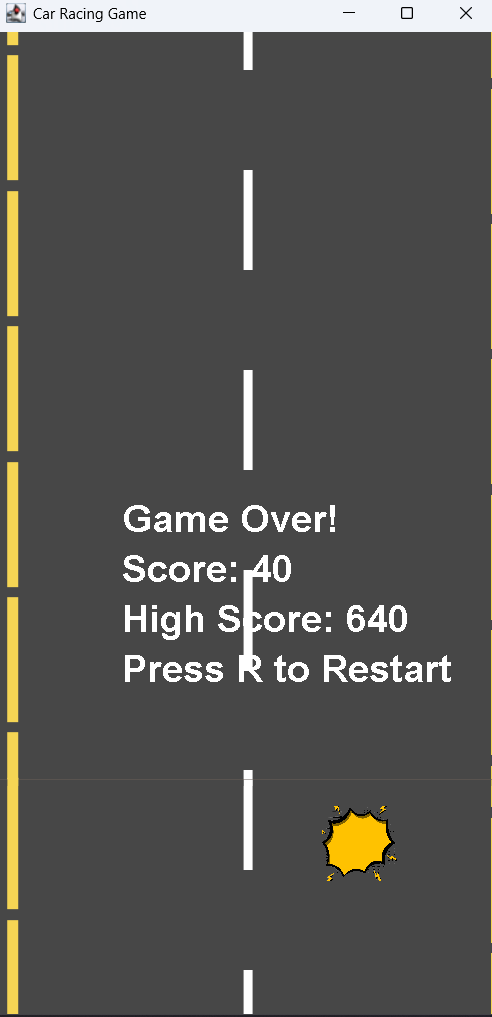 Car Racing Game
Game Over!
Score: 40
High Score: 640
Press R to Restart